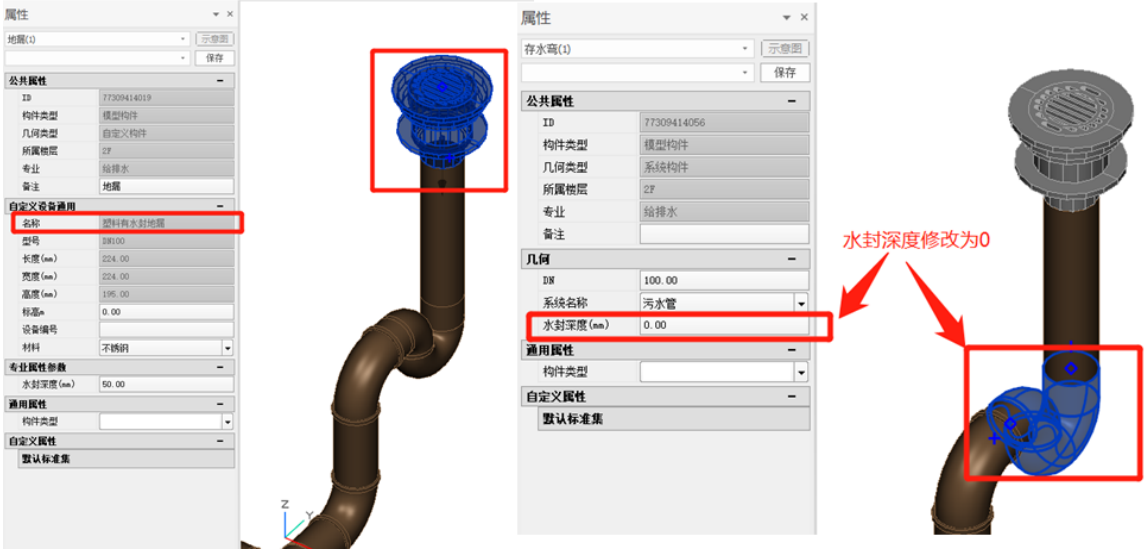 属性
地漏(1)
示意图
保存
公共属性
ID 77309414019
构件类型 模型构件
几何类型 自定义构件
所属楼层 2F
专业 给排水
备注 地漏
自定义设备通用
名称 塑料有水封地漏
型号 DN100
长度(mm) 224.00
宽度(mm) 224.00
高度(mm) 195.00
标高m 0.00
设备编号
材料 不锈钢
专业属性参数
水封深度(mm) 50.00
通用属性
构件类型
自定义属性
默认标准集
Z
Y
属性
存水弯(1)
示意图
保存
公共属性
ID 77309414056
构件类型 模型构件
几何类型 系统构件
所属楼层 2F
专业 给排水
备注
几何
DN 100.00
系统名称 污水管
水封深度(mm) 0.00
通用属性
构件类型
自定义属性
默认标准集
水封深度修改为0